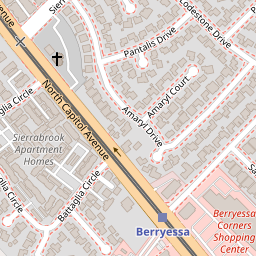 Sierra
Lodestone Drive
Pantalis Drive
Amaryl Court
Amaryl Drive
North Capitol Avenue
Sierrabrook
Apartment
Homes
Battaglia Circle
Berryessa
Berryessa
Corners
Shopping
Center